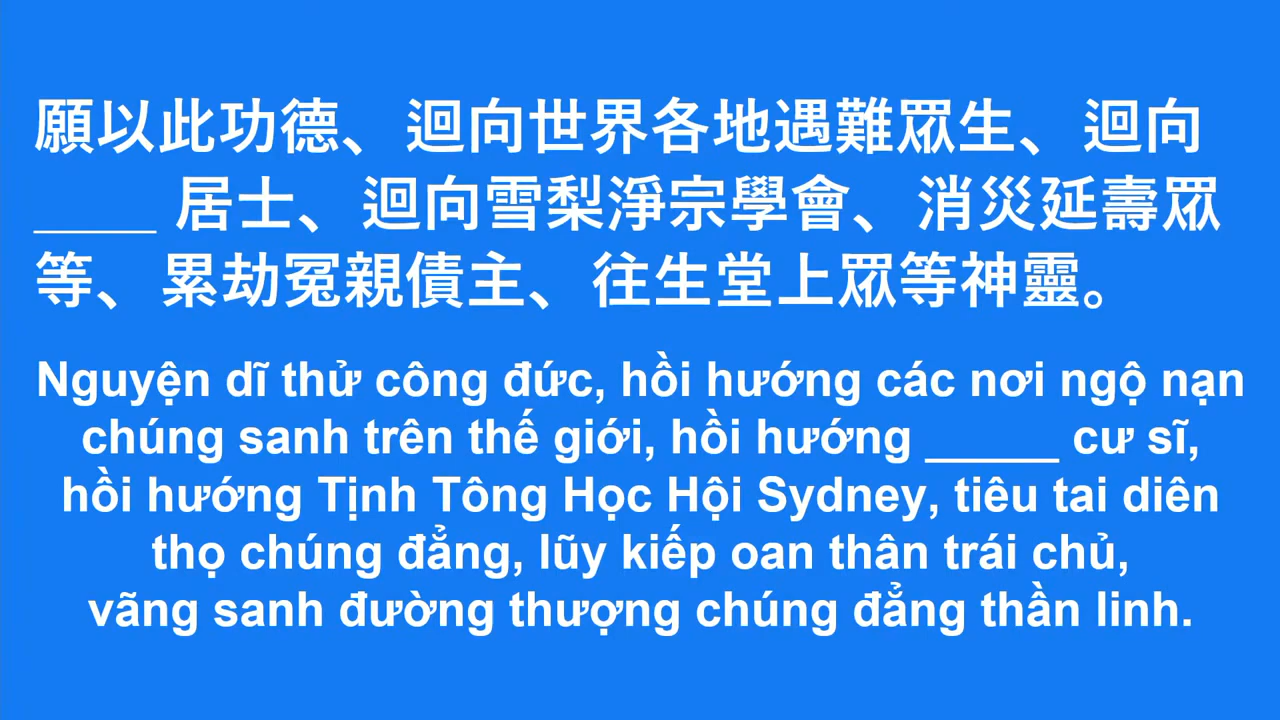 願以此功德、迴向世界各地遇難眾生、迴向
_____ 居士、迴向雪梨淨宗學會、消災延壽眾
等、累劫冤親債主、往生堂上眾等神靈。
Nguyện dĩ thử công đức, hồi hướng các nơi ngộ nạn
chúng sanh trên thế giới, hồi hướng _____ cư sĩ,
hồi hướng Tịnh Tông Học Hội Sydney, tiêu tai diên
thọ chúng đẳng, lũy kiếp oan thân trái chủ,
vãng sanh đường thượng chúng đẳng thần linh.